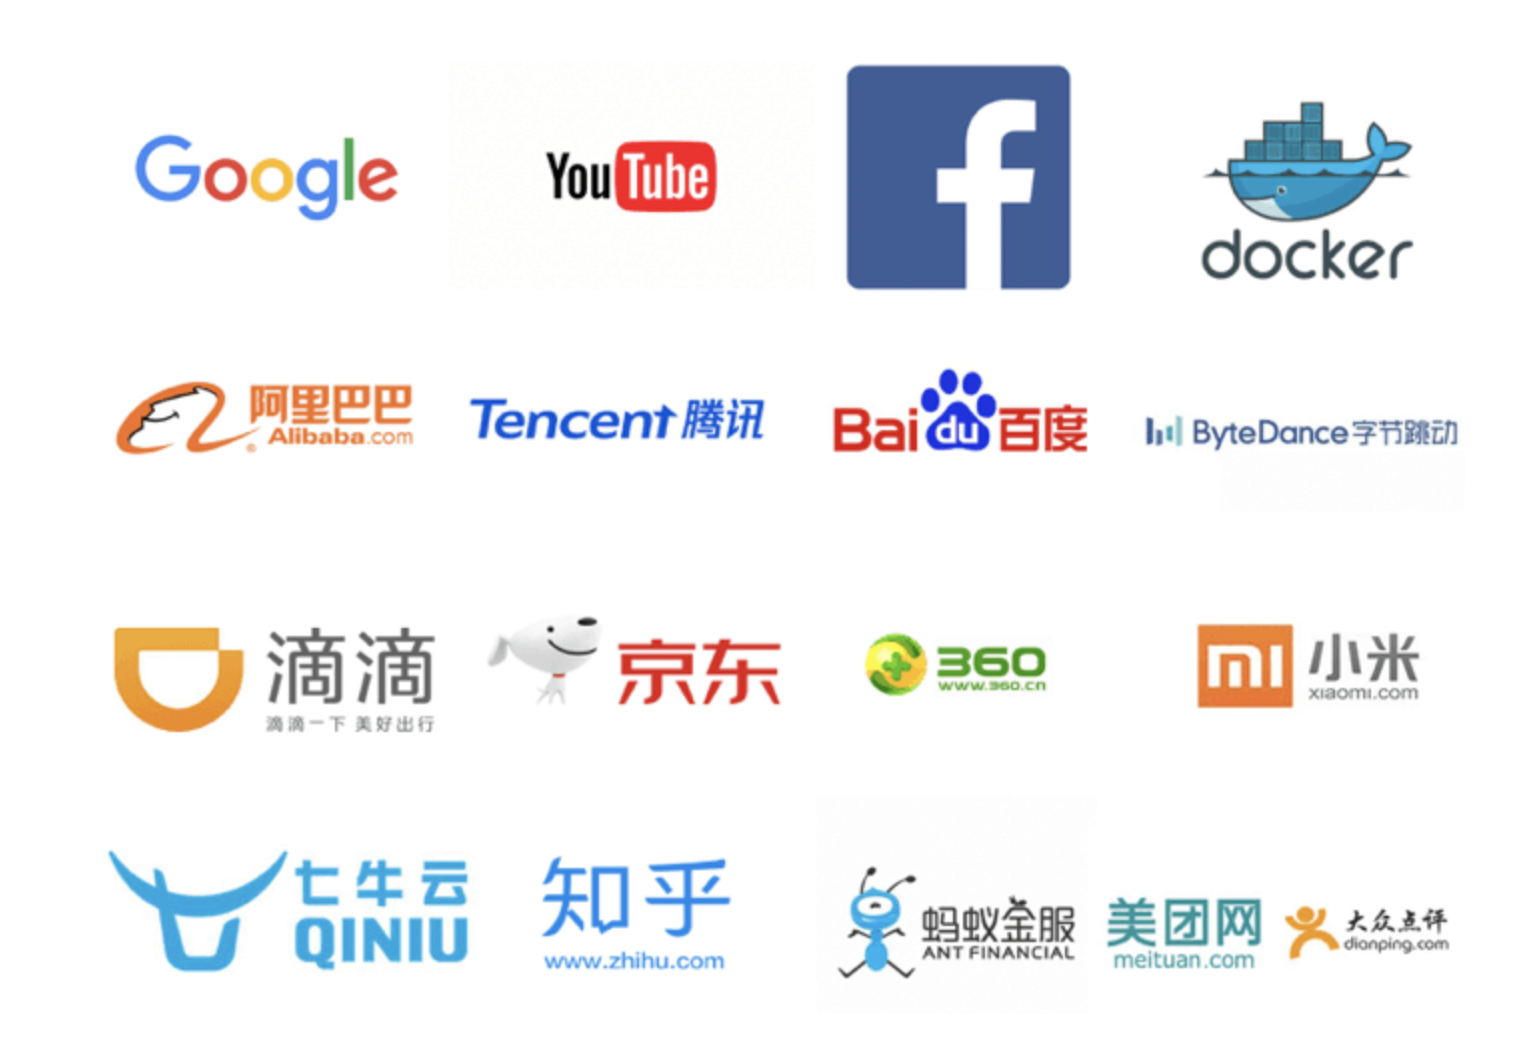 Google
YouTube
f
docker
阿里巴巴
Alibaba.com
Tencent 腾讯
Bai du 百度
ByteDance 字节跳动
滴滴
滴滴一下 美好出行
京东
360
www.360.cn
mi
小米
xiaomi.com
七牛云
QINIU
知乎
www.zhihu.com
蚂蚁金服
ANT FINANCIAL
美团网
meituan.com
大众点评
dianping.com